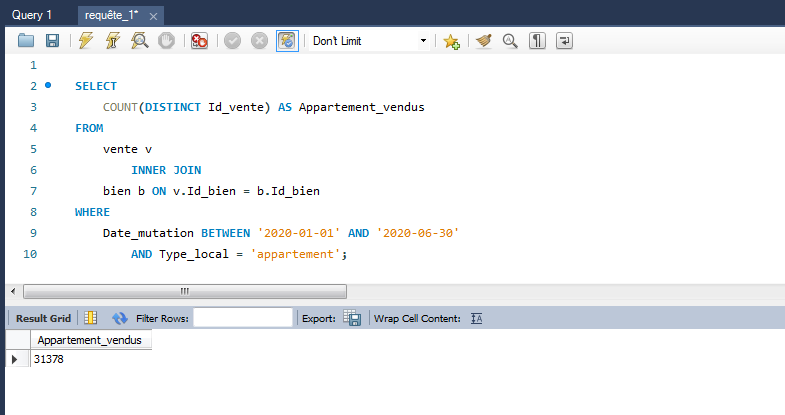 Query 1
requête_1*
Don't Limit
1
2 SELECT
3 COUNT(DISTINCT Id_vente) AS Appartement_vendus
4 FROM
5 vente v
6 INNER JOIN
7 bien b ON v.Id_bien = b.Id_bien
8 WHERE
9 Date_mutation BETWEEN '2020-01-01' AND '2020-06-30'
10 AND Type_local = 'appartement';
Result Grid Filter Rows: Export: Wrap Cell Content:
Appartement_vendus
31378